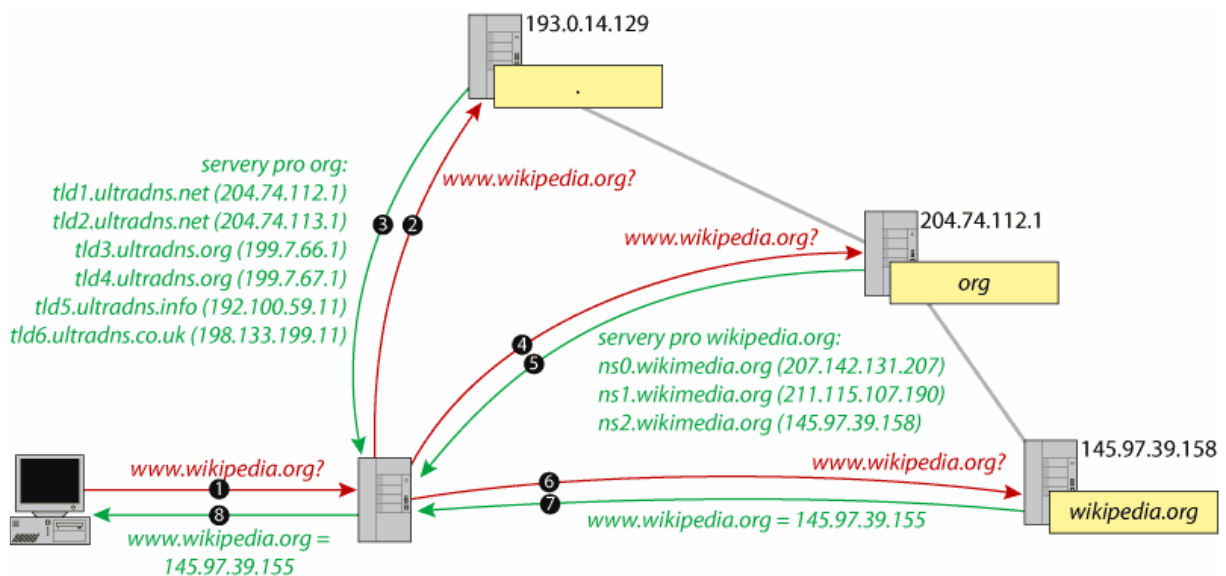 193.0.14.129
.
servery pro org:
tld1.ultradns.net (204.74.112.1)
tld2.ultradns.net (204.74.113.1)
tld3.ultradns.org (199.7.66.1)
tld4.ultradns.org (199.7.67.1)
tld5.ultradns.info (192.100.59.11)
tld6.ultradns.co.uk (198.133.199.11)
3
2
www.wikipedia.org?
204.74.112.1
www.wikipedia.org?
org
4
5
servery pro wikipedia.org:
ns0.wikimedia.org (207.142.131.207)
ns1.wikimedia.org (211.115.107.190)
ns2.wikimedia.org (145.97.39.158)
145.97.39.158
www.wikipedia.org?
1
www.wikipedia.org?
6
7
wikipedia.org
www.wikipedia.org = 145.97.39.155
8
www.wikipedia.org =
145.97.39.155